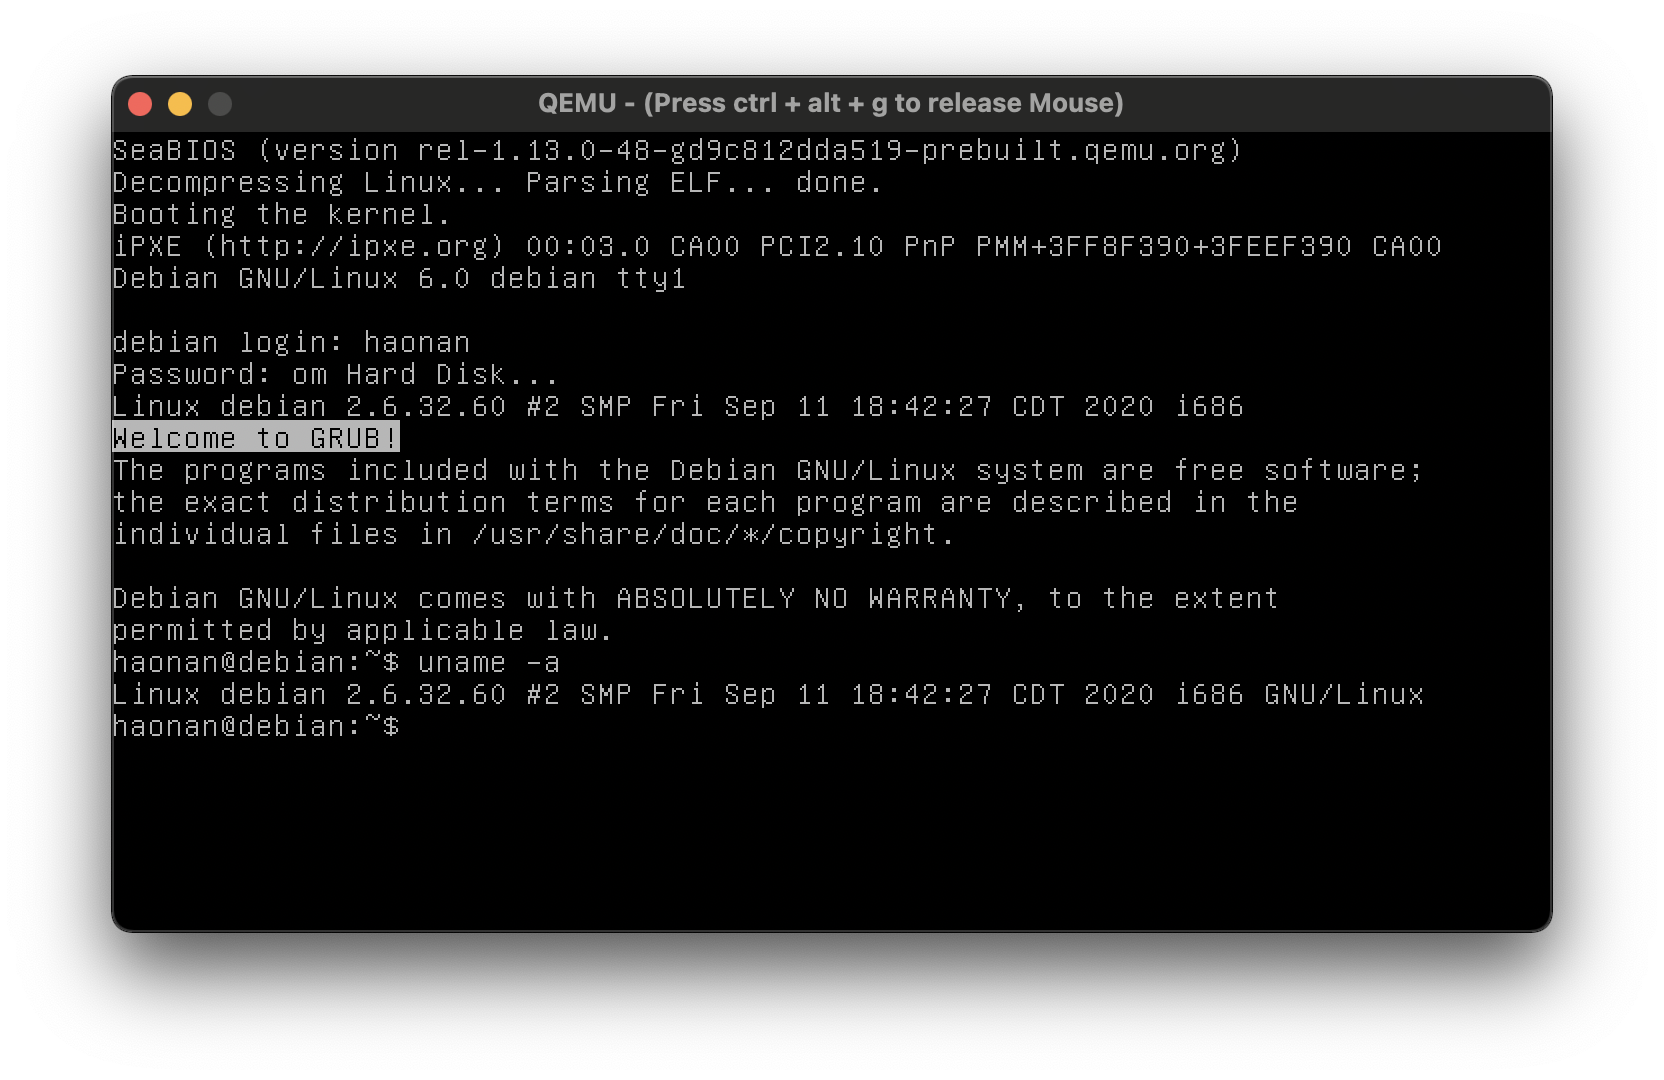 QEMU - (Press ctrl + alt + g to release Mouse)
SeaBIOS (version rel-1.13.0-48-gd9c812dda519-prebuilt.qemu.org)
Decompressing Linux... Parsing ELF... done.
Booting the kernel.
iPXE (http://ipxe.org) 00:03.0 CA00 PCI2.10 PnP PMM+3FF8F390+3FEEF390 CA00
Debian GNU/Linux 6.0 debian tty1
debian login: haonan
Password: om Hard Disk...
Linux debian 2.6.32.60 #2 SMP Fri Sep 11 18:42:27 CDT 2020 i686
Welcome to GRUB!
The programs included with the Debian GNU/Linux system are free software;
the exact distribution terms for each program are described in the
individual files in /usr/share/doc/*/copyright.
Debian GNU/Linux comes with ABSOLUTELY NO WARRANTY, to the extent
permitted by applicable law.
haonan@debian:~$ uname -a
Linux debian 2.6.32.60 #2 SMP Fri Sep 11 18:42:27 CDT 2020 i686 GNU/Linux
haonan@debian:~$